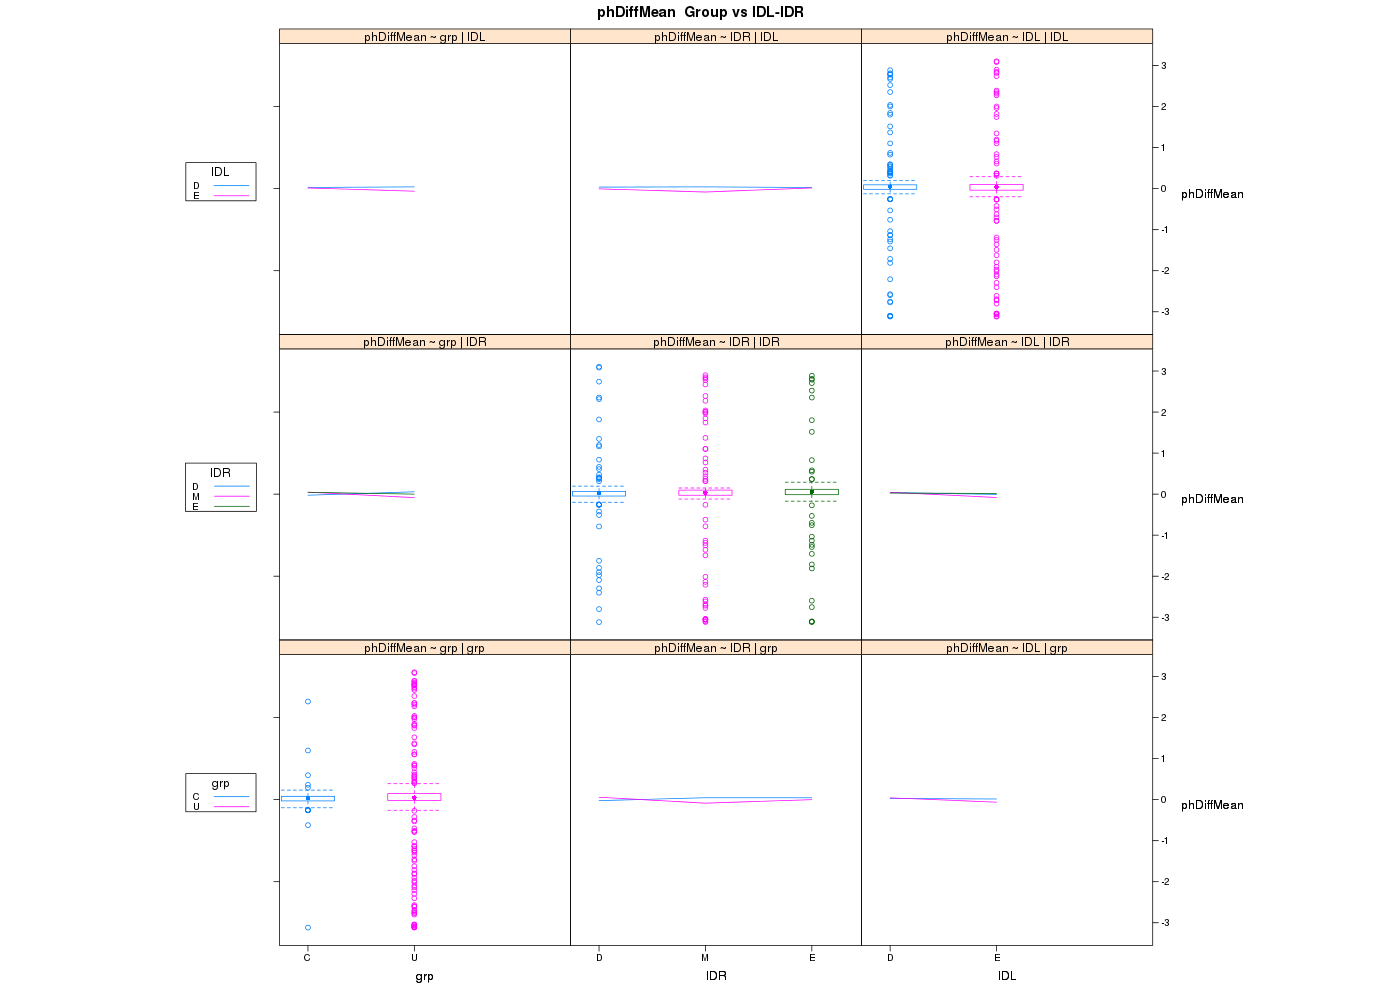 phDiffMean  Group vs IDL-IDR
phDiffMean ~ grp | IDL
phDiffMean ~ IDR | IDL
phDiffMean ~ IDL | IDL
3
2
1
0
-1
-2
-3
phDiffMean
IDL
D
E
phDiffMean ~ grp | IDR
phDiffMean ~ IDR | IDR
phDiffMean ~ IDL | IDR
3
2
1
0
-1
-2
-3
phDiffMean
IDR
D
M
E
phDiffMean ~ grp | grp
phDiffMean ~ IDR | grp
phDiffMean ~ IDL | grp
3
2
1
0
-1
-2
-3
phDiffMean
grp
C
U
C U D M E D E
grp IDR IDL